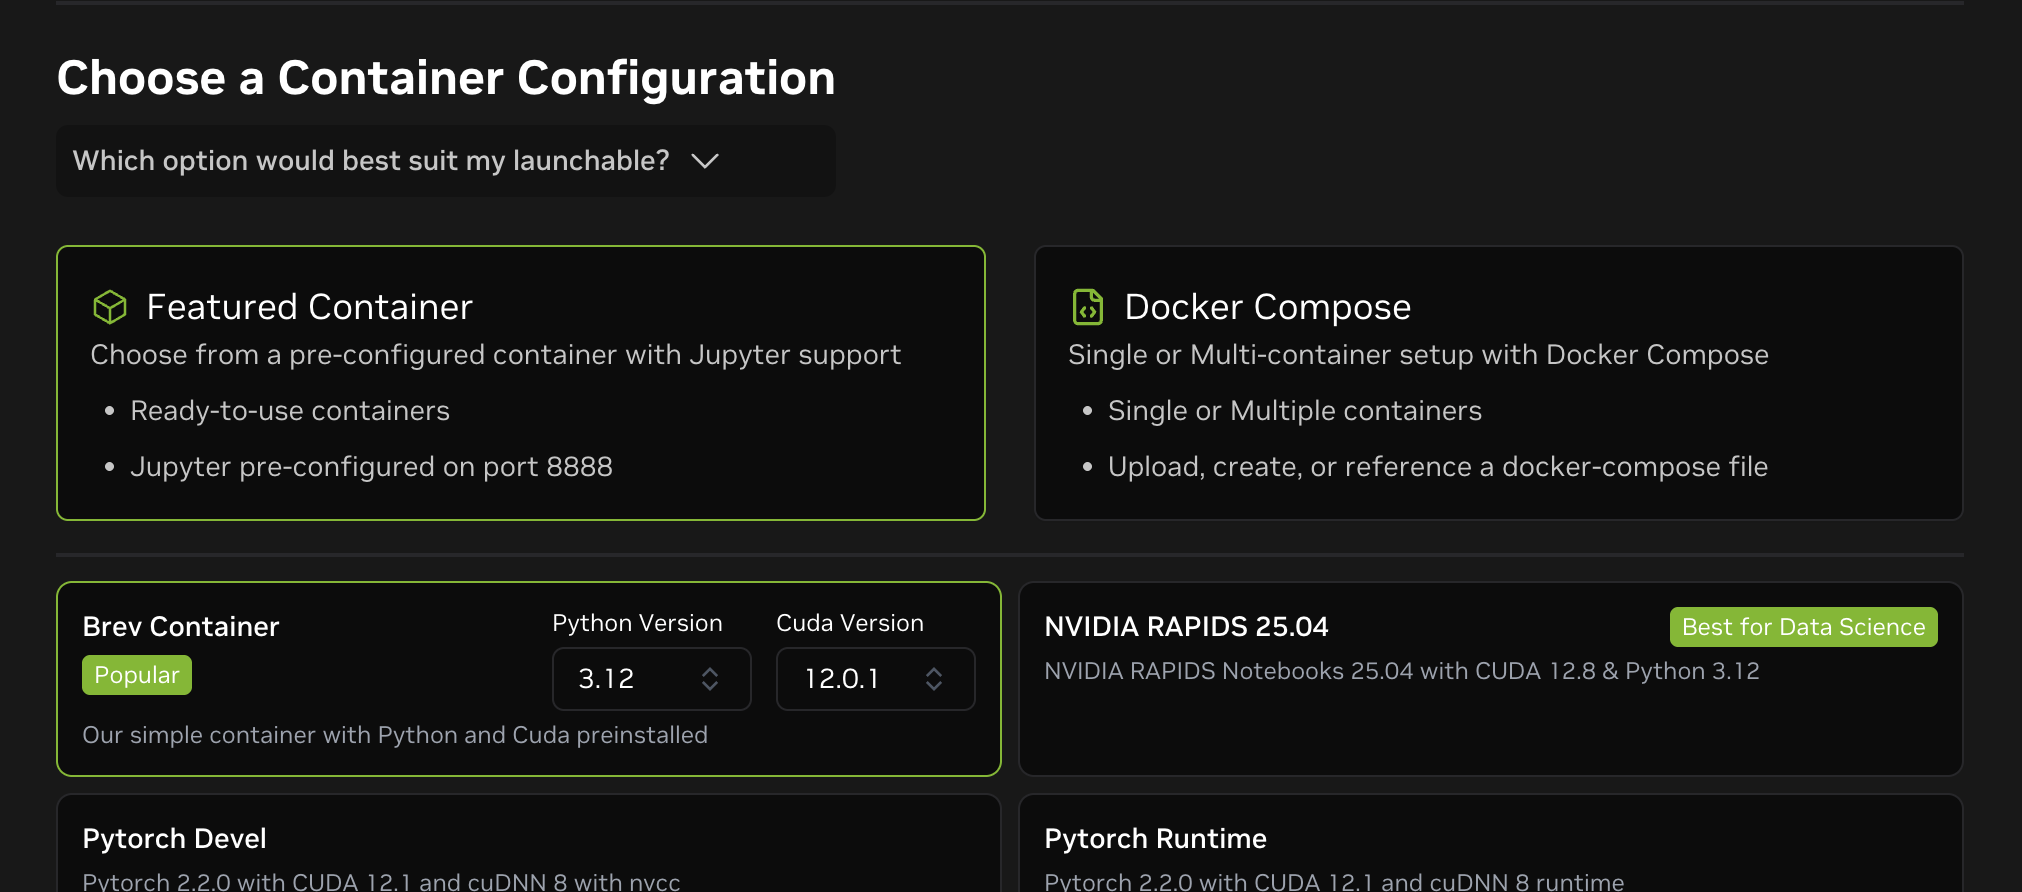 Choose a Container Configuration
Which option would best suit my launchable?
Featured Container
Choose from a pre-configured container with Jupyter support
• Ready-to-use containers
• Jupyter pre-configured on port 8888
Docker Compose
Single or Multi-container setup with Docker Compose
• Single or Multiple containers
• Upload, create, or reference a docker-compose file
Brev Container
Popular
Python Version
3.12
Cuda Version
12.0.1
Our simple container with Python and Cuda preinstalled
NVIDIA RAPIDS 25.04
Best for Data Science
NVIDIA RAPIDS Notebooks 25.04 with CUDA 12.8 & Python 3.12
Pytorch Devel
Pytorch 2.2.0 with CUDA 12.1 and cuDNN 8 with nvcc
Pytorch Runtime
Pytorch 2.2.0 with CUDA 12.1 and cuDNN 8 runtime